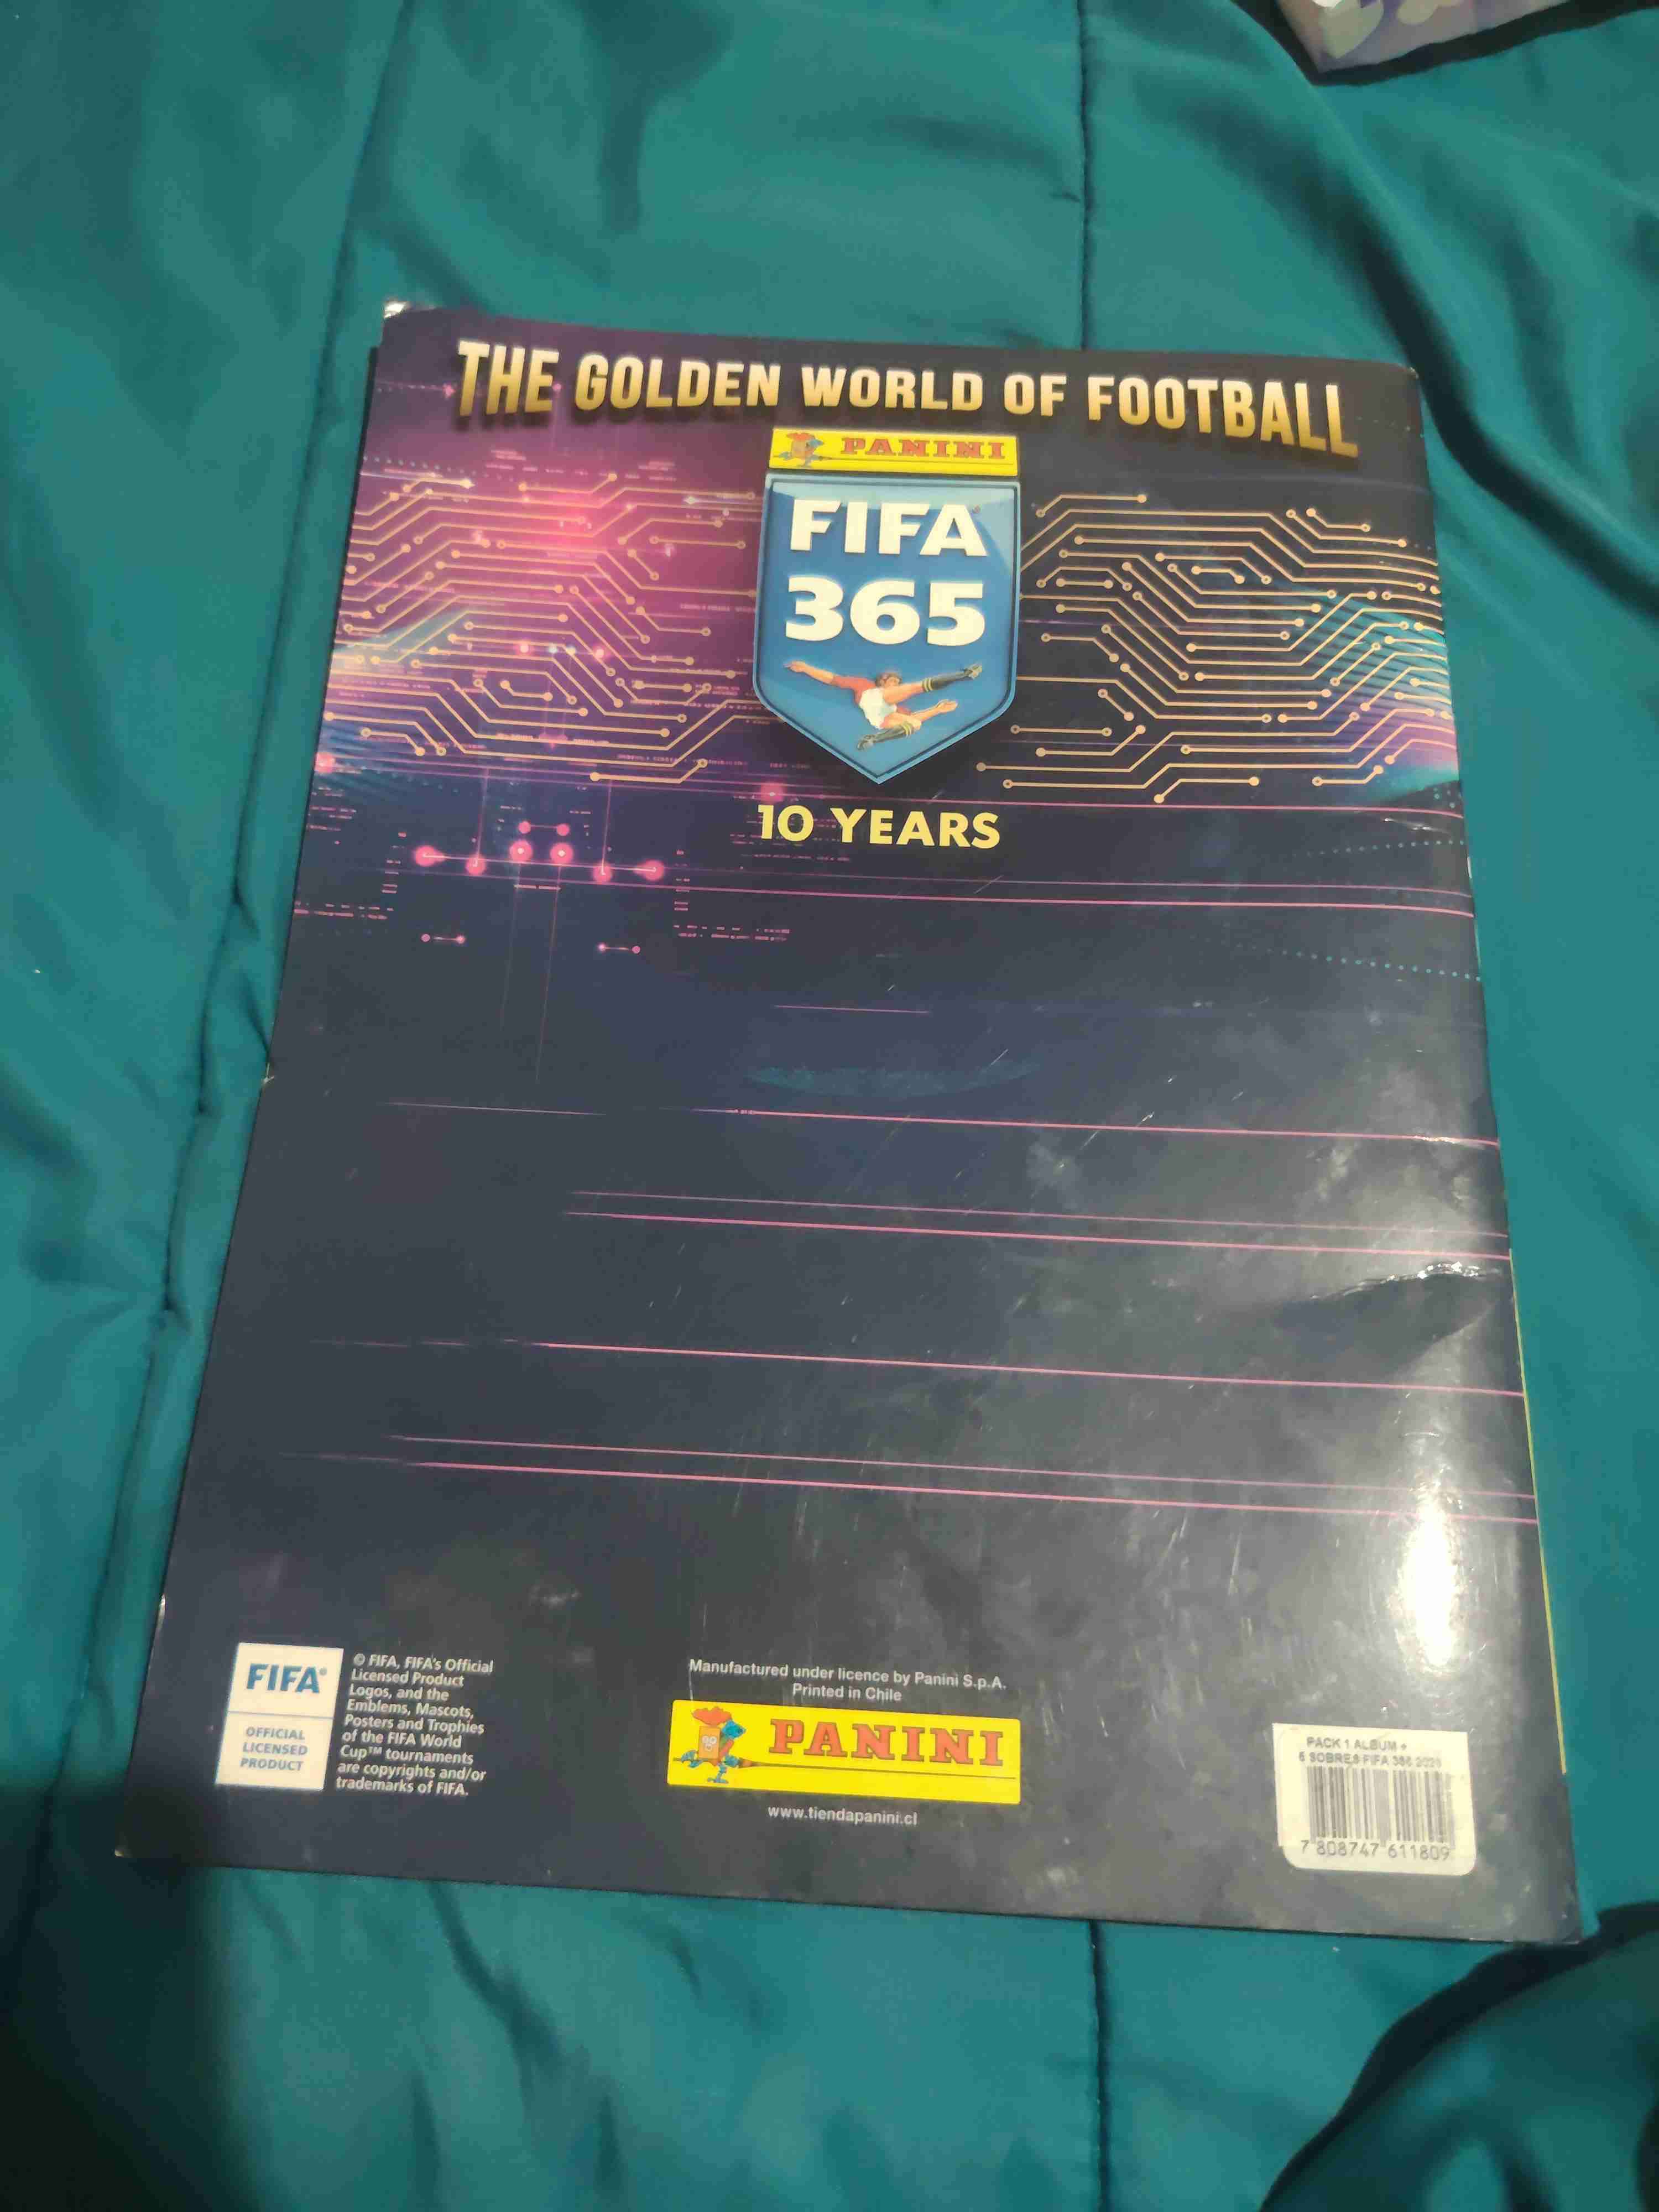 THE GOLDEN WORLD OF FOOTBALL
PANINI
FIFA
365
10 YEARS
FIFA®
OFFICIAL
LICENSED
PRODUCT
© FIFA, FIFA's Official
Licensed Product
Logos, and the
Emblems, Mascots,
Posters and Trophies
of the FIFA World
Cup™ tournaments
are copyrights and/or
trademarks of FIFA.
Manufactured under licence by Panini S.p.A.
Printed in Chile
PANINI
www.tiendapanini.cl
PACK 1 ALBUM +
SOBRES FIFA
7 808747 611809